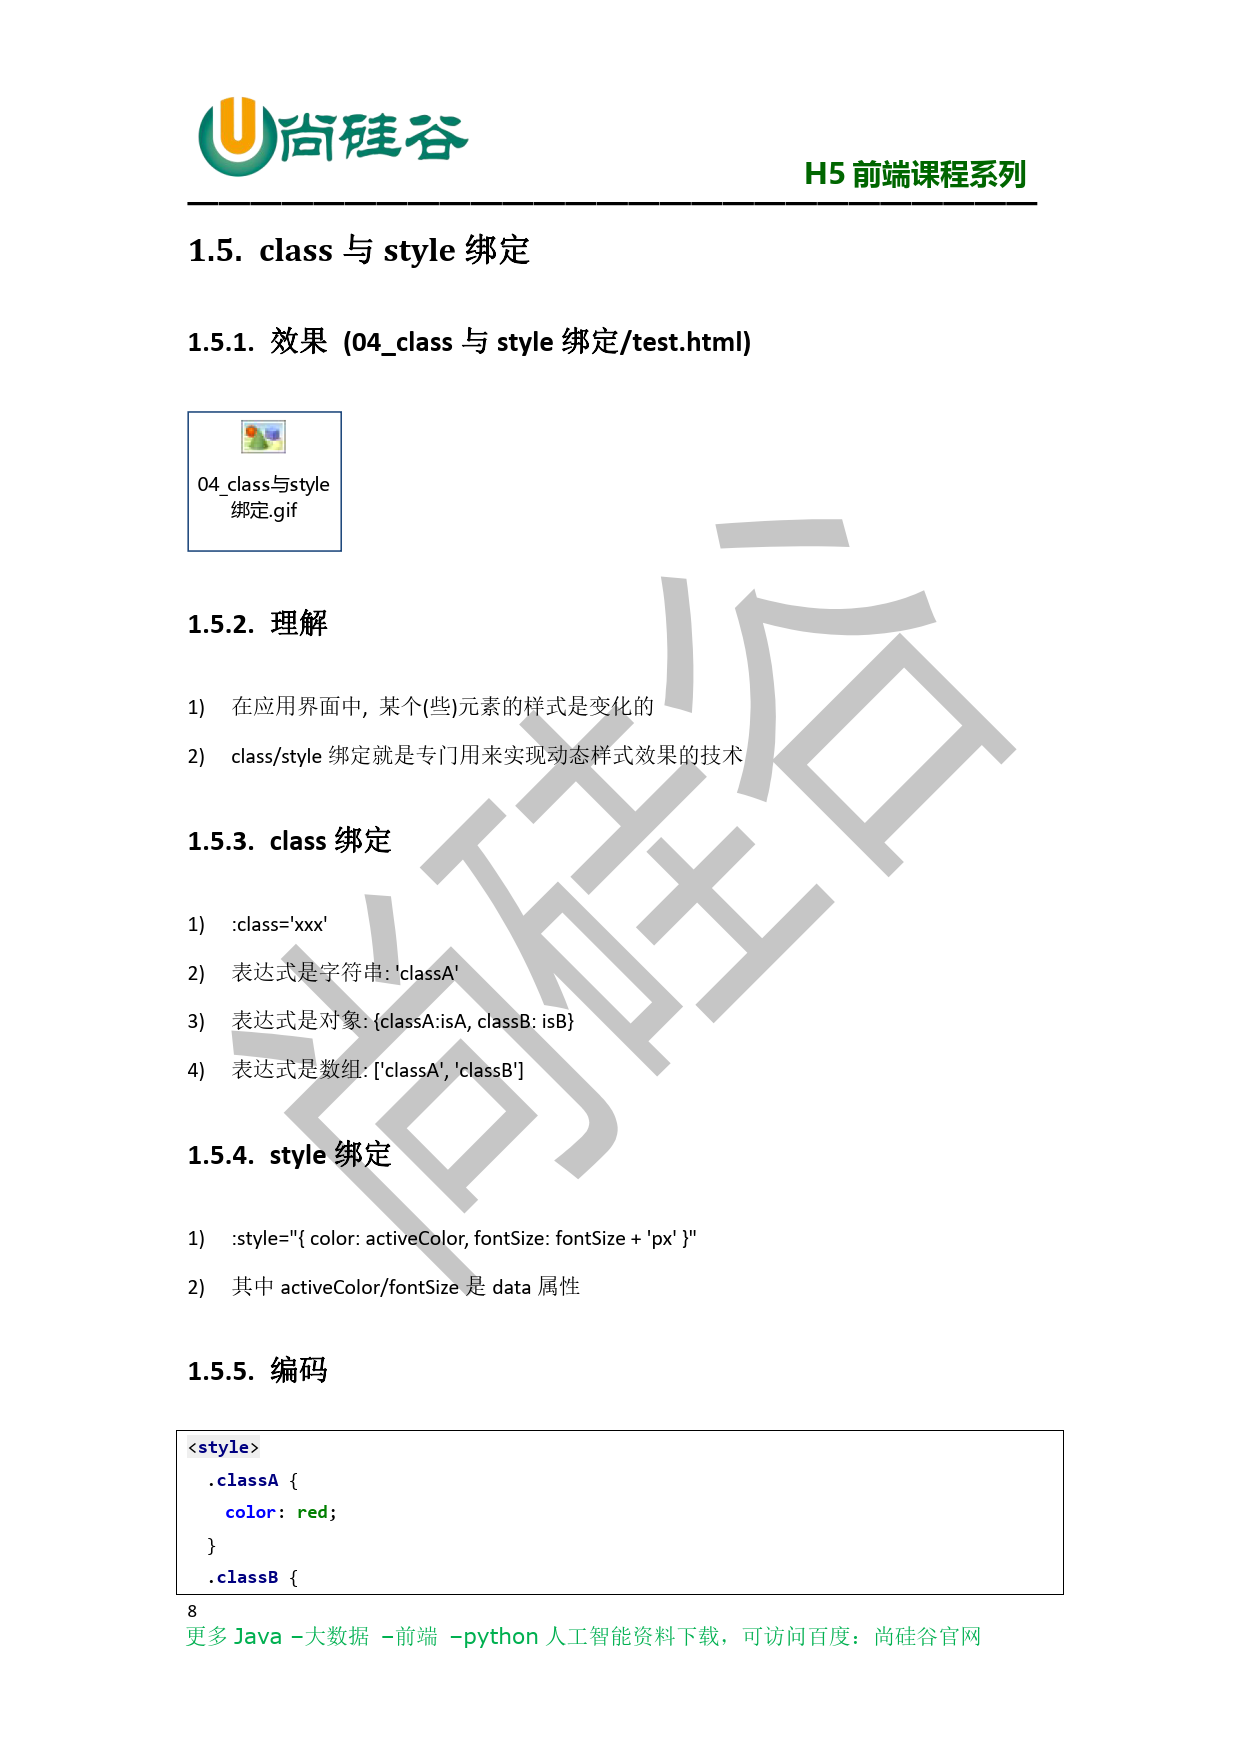 尚硅谷
H5 前端课程系列
1.5. class 与 style 绑定
1.5.1. 效果 (04_class 与 style 绑定/test.html)
04_class与style
绑定.gif
1.5.2. 理解
1) 在应用界面中, 某个(些)元素的样式是变化的
2) class/style 绑定就是专门用来实现动态样式效果的技术
1.5.3. class 绑定
1) :class='xxx'
2) 表达式是字符串: 'classA'
3) 表达式是对象: {classA:isA, classB: isB}
4) 表达式是数组: ['classA', 'classB']
1.5.4. style 绑定
1) :style="{ color: activeColor, fontSize: fontSize + 'px' }"
2) 其中 activeColor/fontSize 是 data 属性
1.5.5. 编码
<style>
.classA {
color: red;
}
.classB {
8
更多 Java –大数据 –前端 –python 人工智能资料下载，可访问百度：尚硅谷官网
尚硅谷